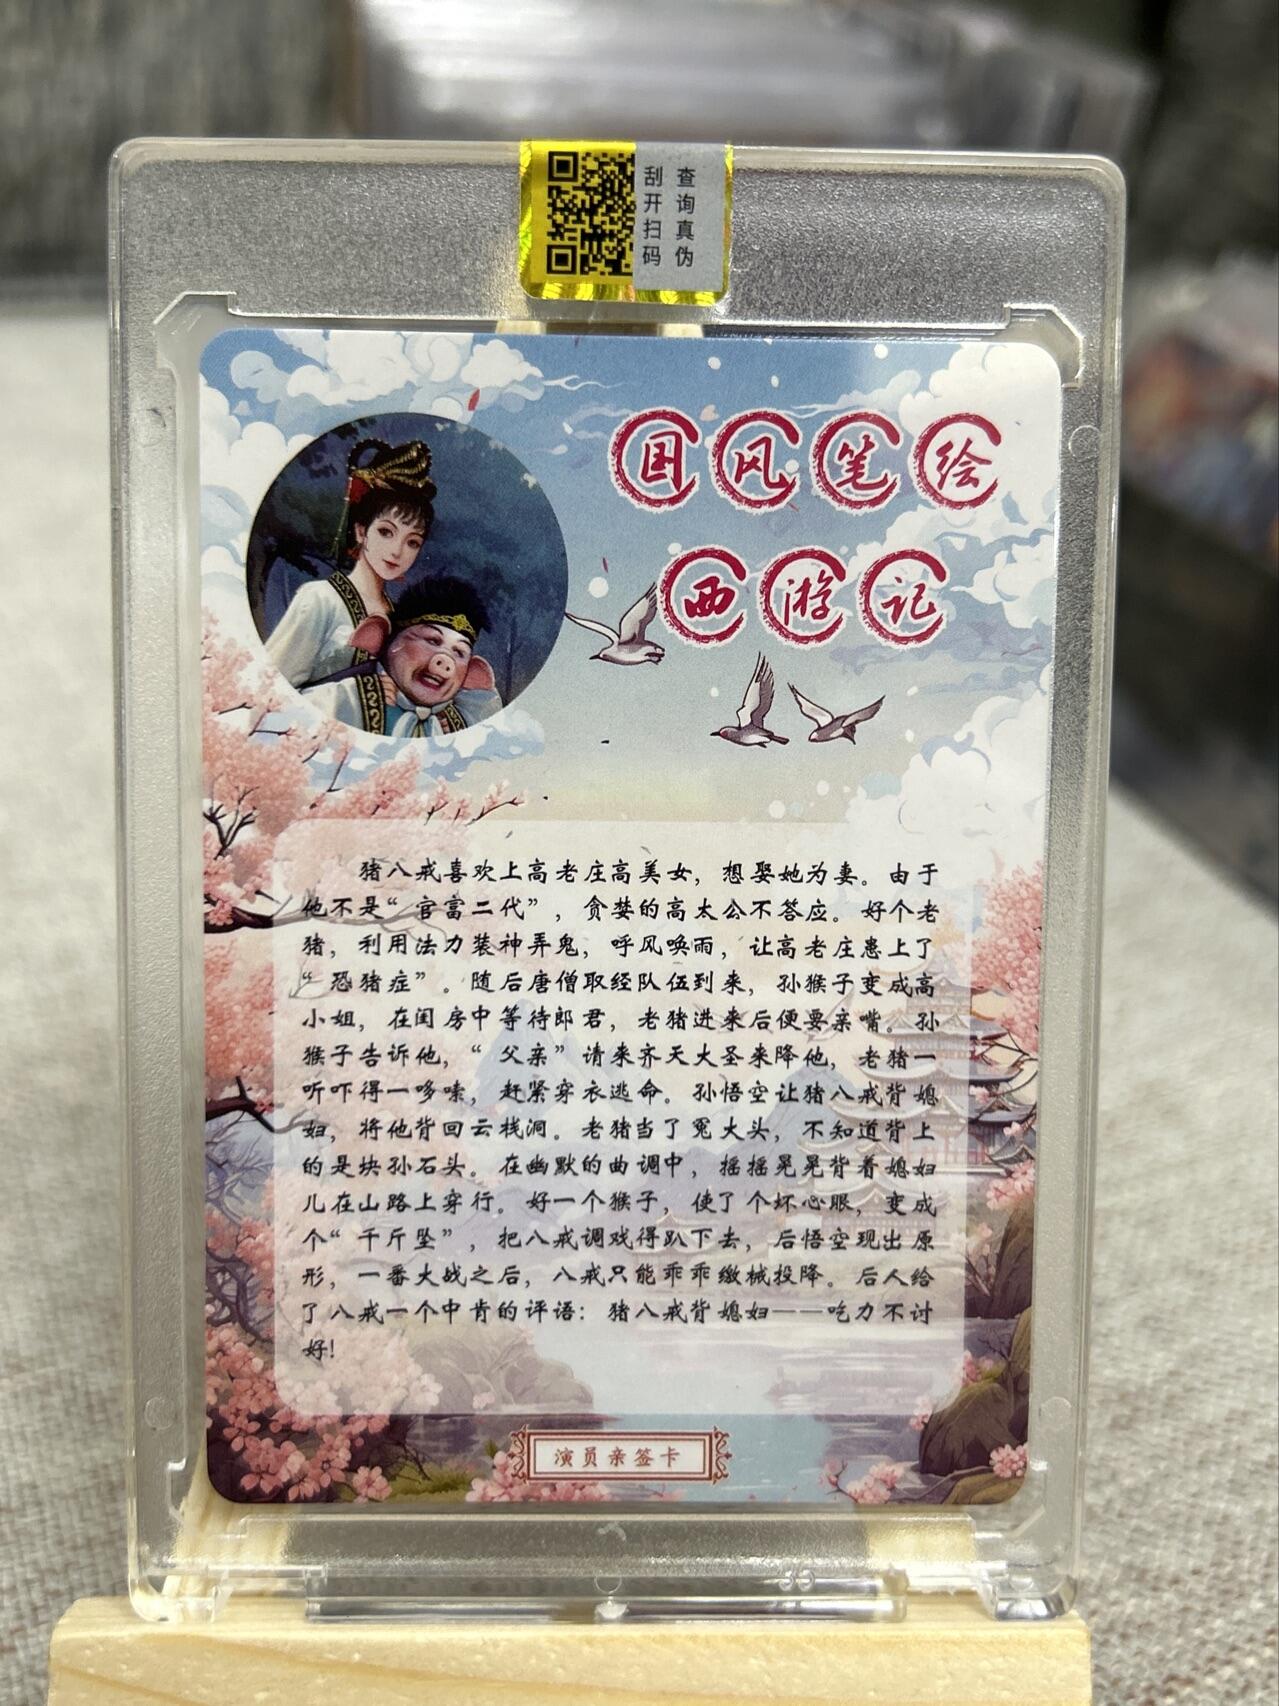 查询真伪
刮开扫码
国风笔绘
西游记
猪八戒喜欢上高老庄高美女，想娶她为妻。由于
他不是“官富二代”，贪婪的高太公不答应。好个老
猪，利用法力装神弄鬼，呼风唤雨，让高老庄患上了
“恐猪症”。随后唐僧取经队伍到来，孙猴子变成高
小姐，在闺房中等待郎君，老猪进来后便要亲嘴。孙
猴子告诉他，“父亲”请来齐天大圣来降他，老猪一
听吓得一哆嗦，赶紧穿衣逃命。孙悟空让猪八戒背媳
妇，将他背回云栈洞。老猪当了冤大头，不知道背上
的是块孙石头。在幽默的曲调中，摇摇晃晃背着媳妇
儿在山路上穿行。好一个猴子，使了个坏心眼，变成
个“千斤坠”，把八戒调戏得趴下去，后悟空现出原
形，一番大战之后，八戒只能乖乖缴械投降。后人给
了八戒一个中肯的评语：猪八戒背媳妇——吃力不讨
好！
演员亲签卡